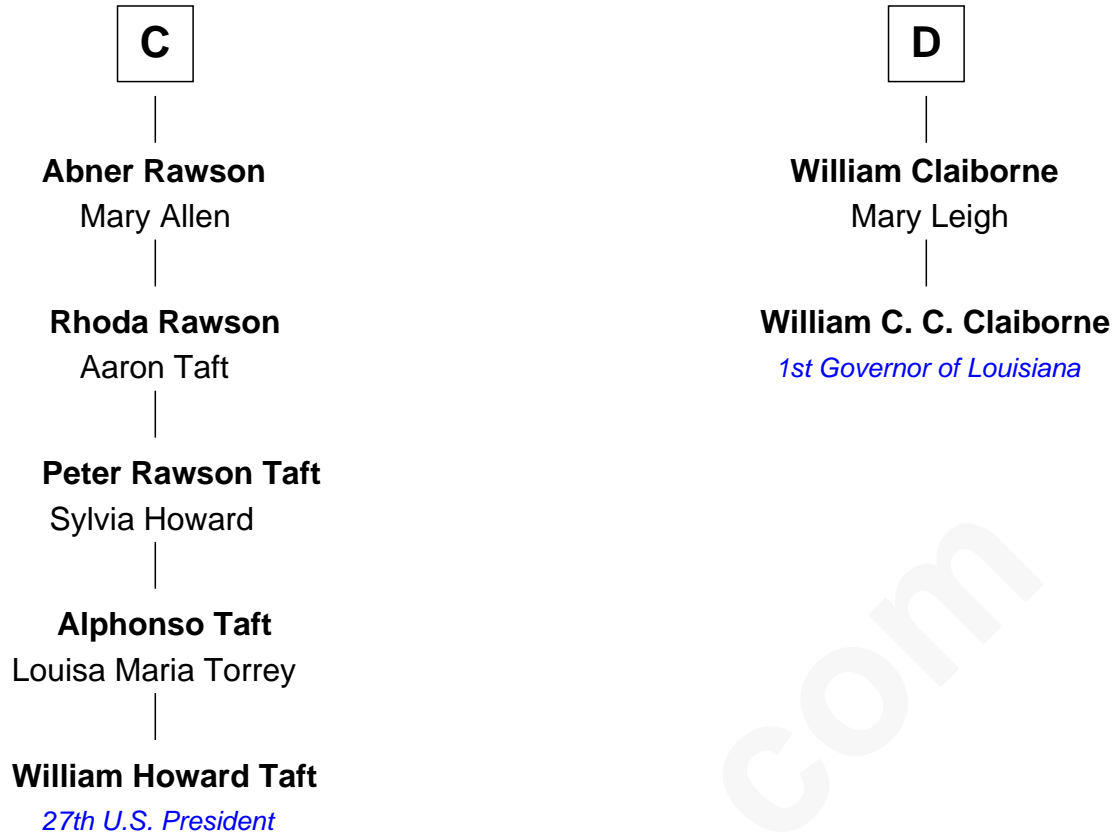 C
Abner Rawson
Mary Allen
Rhoda Rawson
Aaron Taft
Peter Rawson Taft
Sylvia Howard
Alphonso Taft
Louisa Maria Torrey
William Howard Taft
27th U.S. President
D
William Claiborne
Mary Leigh
William C. C. Claiborne
1st Governor of Louisiana
com